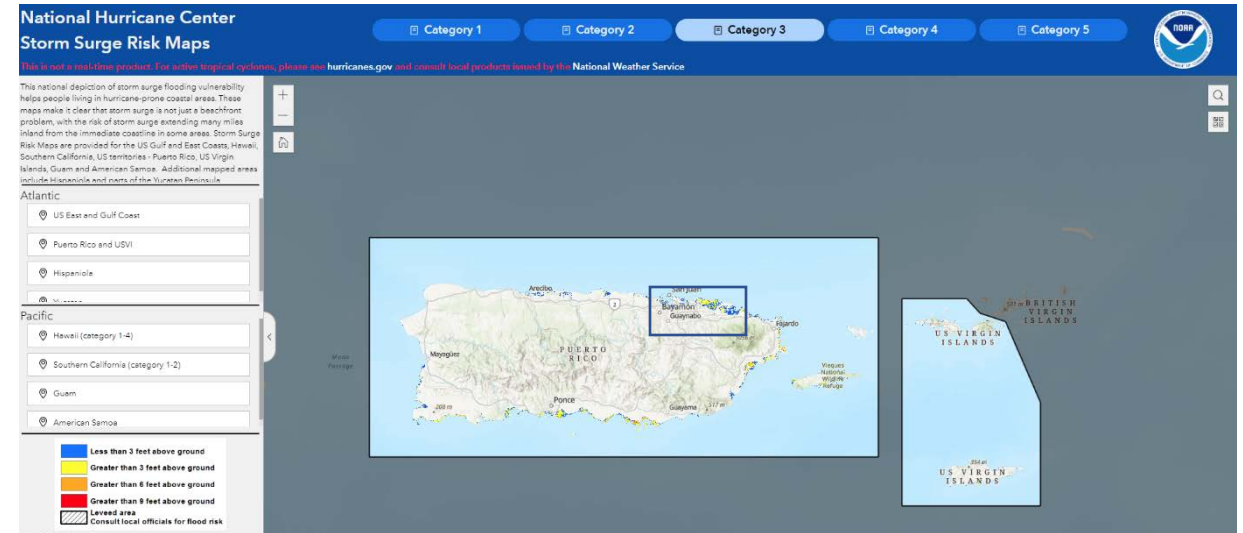 National Hurricane Center
Storm Surge Risk Maps
Category 1
Category 2
Category 3
Category 4
Category 5
NOAA
This is not a real-time product. For active tropical cyclones, please see hurricanes.gov and consult local products issued by the National Weather Service
This national depiction of storm surge flooding vulnerability
helps people living in hurricane-prone coastal areas. These
maps make it clear that storm surge is not just a beachfront
problem, with the risk of storm surge extending many miles
inland from the immediate coastline in some areas. Storm Surge
Risk Maps are provided for the US Gulf and East Coasts, Hawaii,
Southern California, US territories - Puerto Rico, US Virgin
Islands, Guam and American Samoa. Additional mapped areas
include Hispaniola and parts of the Yucatan Peninsula
Atlantic
US East and Gulf Coast
Puerto Rico and USVI
Hispaniola
Pacific
Hawaii (category 1-4)
Southern California (category 1-2)
Guam
American Samoa
Less than 3 feet above ground
Greater than 3 feet above ground
Greater than 6 feet above ground
Greater than 9 feet above ground
Leveed area
Consult local officials for flood risk
Mona
Passage
Arecibo
San Juan
2
Bayamón
Guaynabo
Fajardo
Mayagüez
PUERTO
RICO
Vieques
National
Wildlife
Refuge
Ponce
Guayama
BRITISH
VIRGIN
ISLANDS
US VIRGIN
ISLANDS
US VIRGIN
ISLANDS